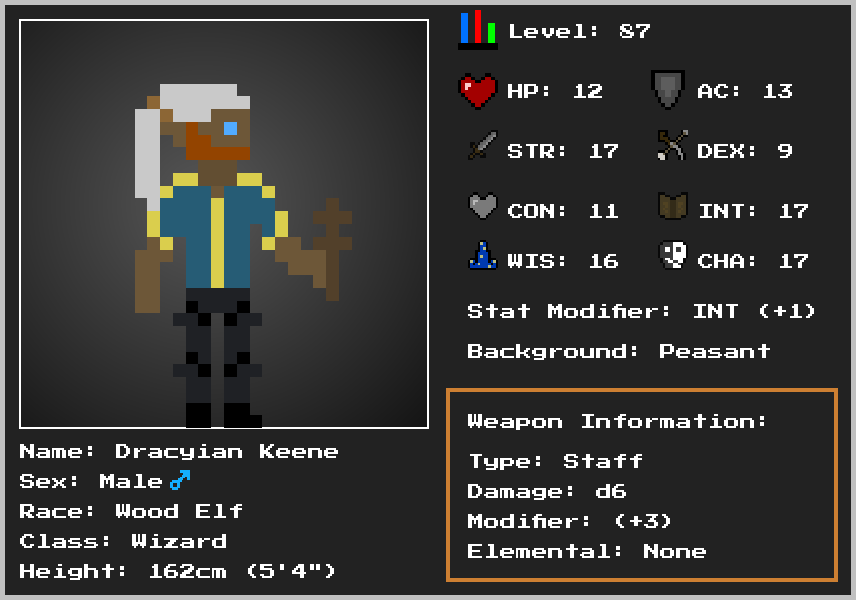 Level: 87
HP: 12
AC: 13
STR: 17
DEX: 9
CON: 11
INT: 17
WIS: 16
CHA: 17
Stat Modifier: INT (+1)
Background: Peasant
Weapon Information:
Type: Staff
Damage: d6
Modifier: (+3)
Elemental: None
Name: Dracyian Keene
Sex: Male ♂
Race: Wood Elf
Class: Wizard
Height: 162cm (5'4")